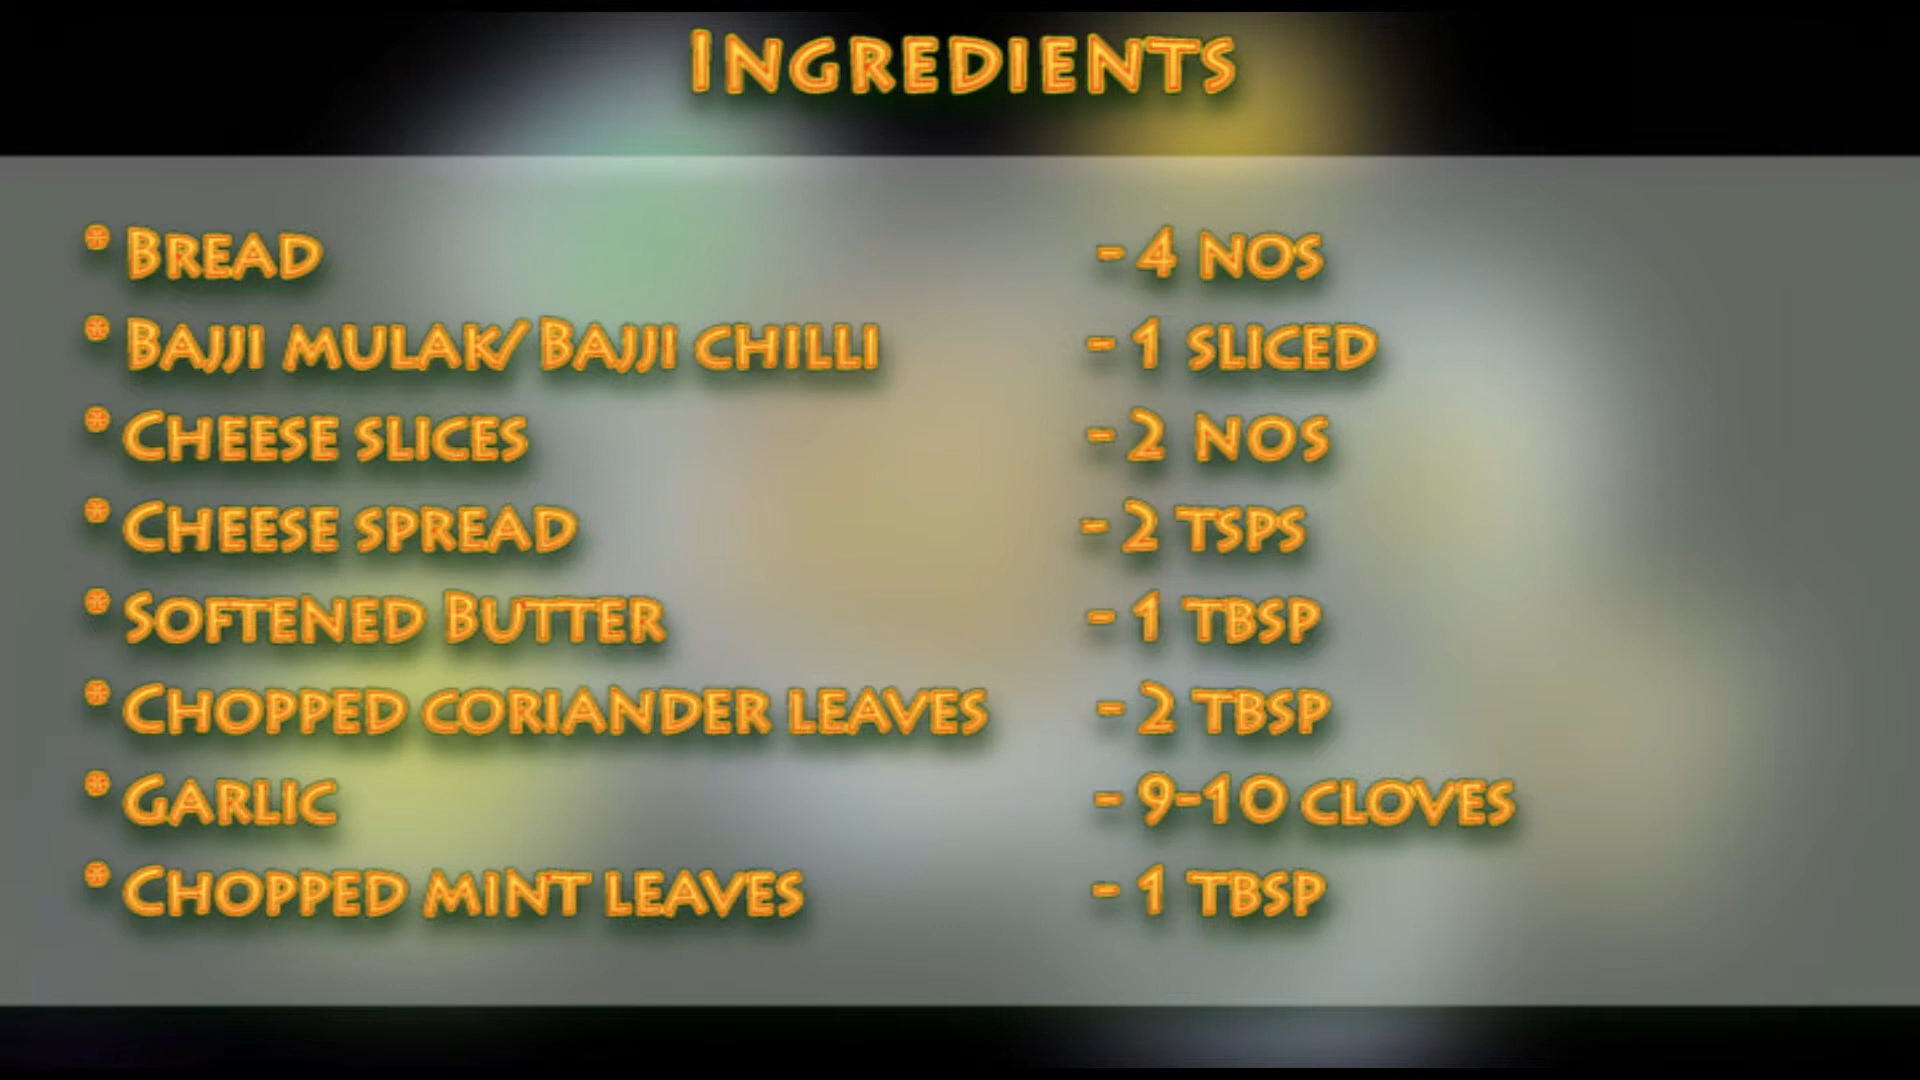 Ingredients
* Bread - 4 nos
* Bajji mulak/ Bajji chilli - 1 sliced
* Cheese slices - 2 nos
* Cheese spread - 2 tsps
* Softened Butter - 1 tbsp
* Chopped coriander leaves - 2 tbsp
* Garlic - 9-10 cloves
* Chopped mint leaves - 1 tbsp